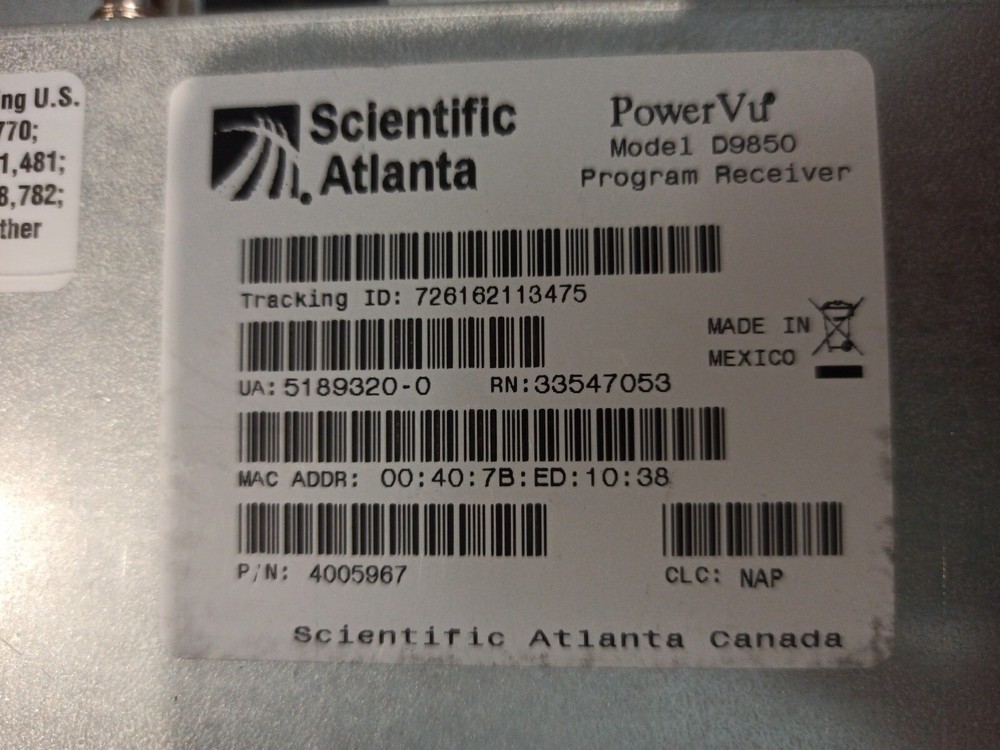 ng U.S.
770;
1,481;
8,782;
ther
Scientific
Atlanta
PowerVu
Model D9850
Program Receiver
Tracking ID: 726162113475
MADE IN
MEXICO
UA: 5189320-0 RN: 33547053
MAC ADDR: 00:40:7B:ED:10:38
P/N: 4005967
CLC: NAP
Scientific Atlanta Canada